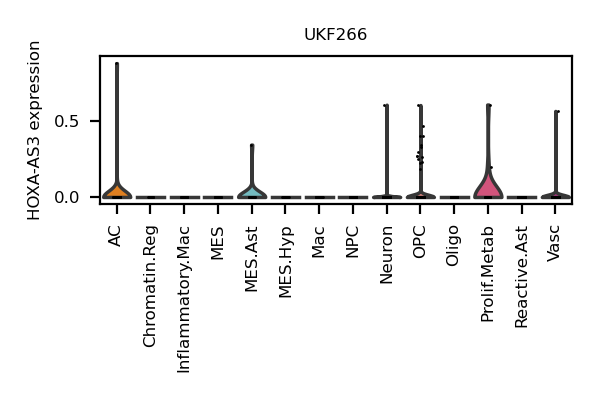 UKF266
HOXA-AS3 expression
0.5
0.0
AC
Chromatin.Reg
Inflammatory.Mac
MES
MES.Ast
MES.Hyp
Mac
NPC
Neuron
OPC
Oligo
Prolif.Metab
Reactive.Ast
Vasc